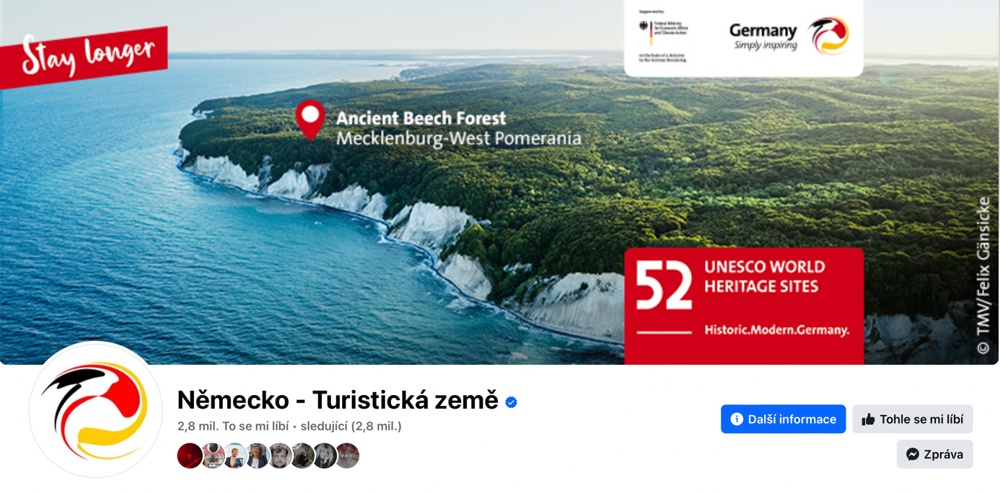 Stay longer
Supported by:
Federal Ministry
for Economic Affairs
and Climate Action
on the basis of a decision
by the German Bundestag
Germany
Simply inspiring
Ancient Beech Forest
Mecklenburg-West Pomerania
© TMV/Felix Gänsicke
52
UNESCO WORLD
HERITAGE SITES
Historic.Modern.Germany.
Německo - Turistická země
2,8 mil. To se mi líbí • sledující (2,8 mil.)
Další informace
Tohle se mi líbí
Zpráva